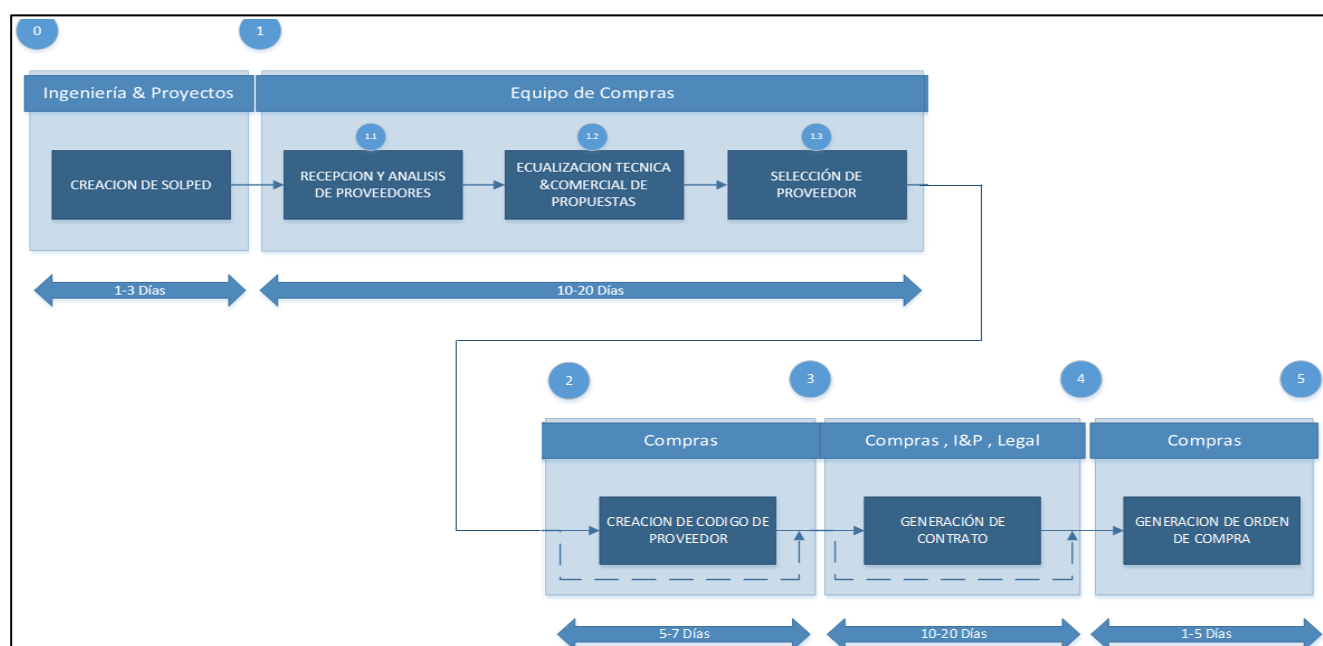 0
1
Ingeniería & Proyectos
Equipo de Compras
1.1
1.2
1.3
CREACION DE SOLPED
RECEPCION Y ANALISIS
DE PROVEEDORES
ECUALIZACION TECNICA
&COMERCIAL DE
PROPUESTAS
SELECCIÓN DE
PROVEEDOR
1-3 Días
10-20 Días
2
3
4
5
Compras
Compras , I&P , Legal
Compras
CREACION DE CODIGO DE
PROVEEDOR
GENERACIÓN DE
CONTRATO
GENERACION DE ORDEN
DE COMPRA
5-7 Días
10-20 Días
1-5 Días